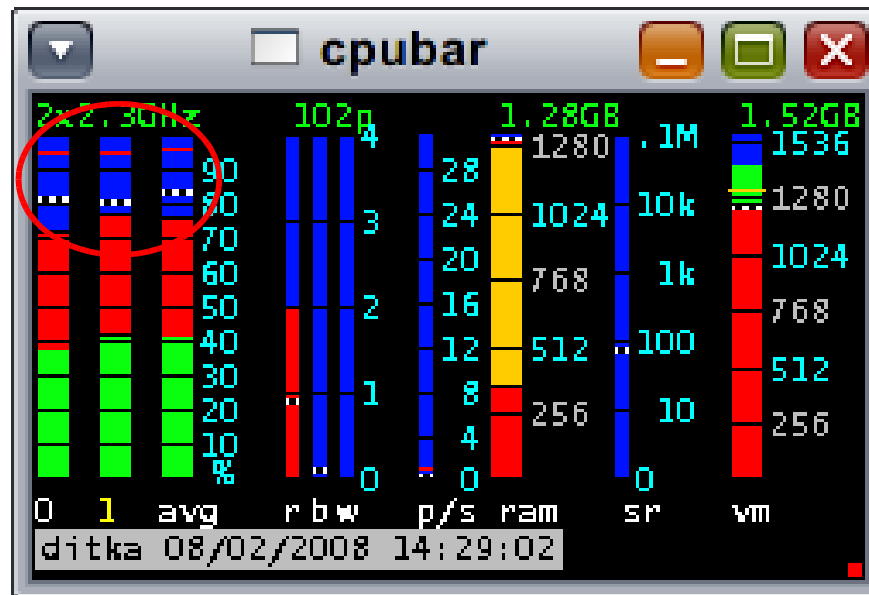 cpubar
2x2.3GHz 102p 1.28GB 1.52GB
4 1280 .1M 1536
90 28
80 3 24 1024 10k 1280
70
60 20 768 1k 1024
50 2 16 768
40 12 512 100
30 512
20 1 8 256 10
10 4 256
% 0 0 0
0 1 avg r b w p/s ram sr vm
ditka 08/02/2008 14:29:02